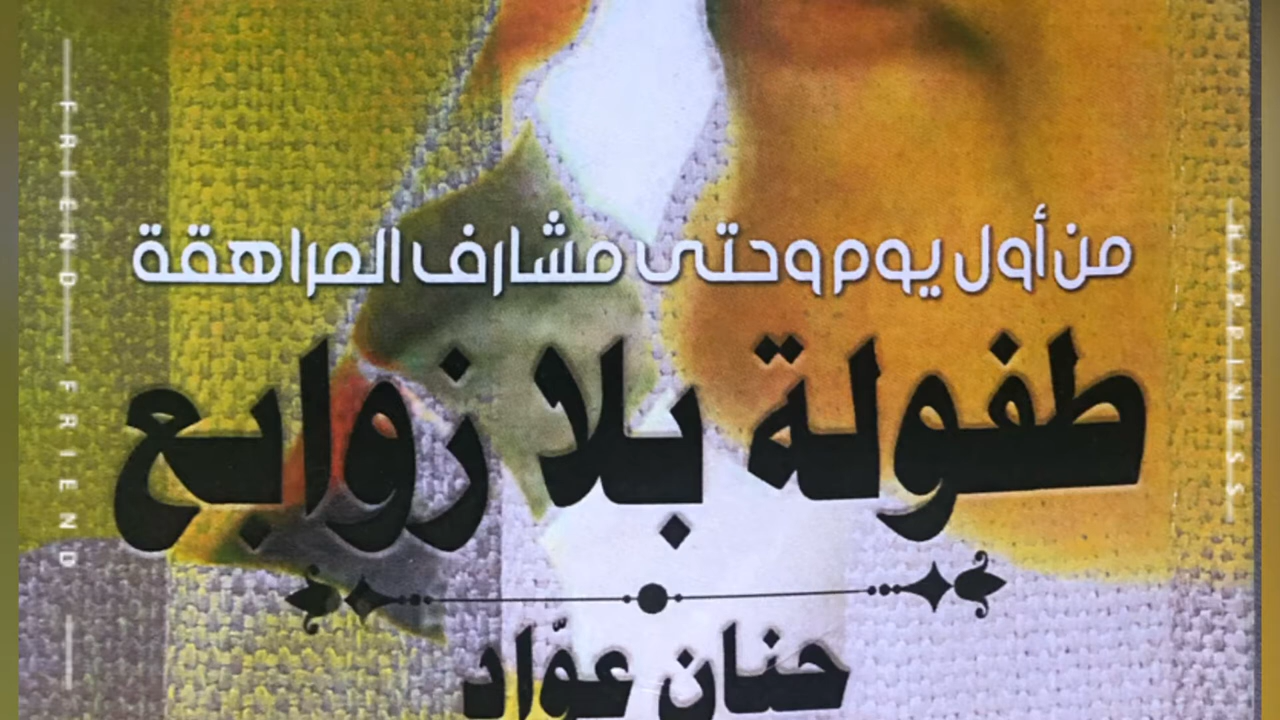 من أول يوم وحتى مشارف المراهقة
طفولة بلا زوابع
حنان عوّاد
FRIEND
FRIEND
HAPPINESS